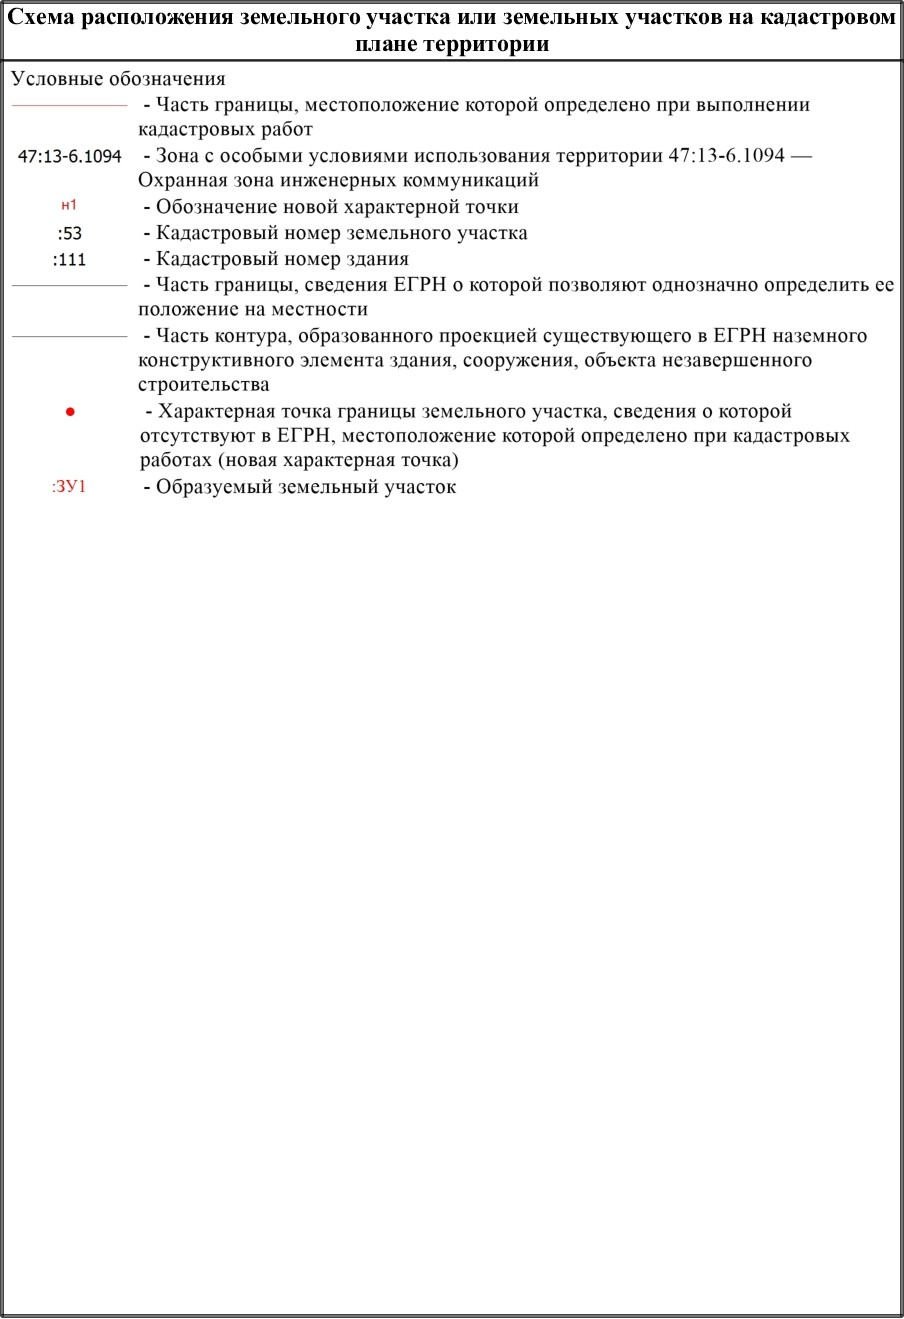 Схема расположения земельного участка или земельных участков на кадастровом
плане территории
Условные обозначения
- Часть границы, местоположение которой определено при выполнении
кадастровых работ
47:13-6.1094 - Зона с особыми условиями использования территории 47:13-6.1094 —
Охранная зона инженерных коммуникаций
н1 - Обозначение новой характерной точки
:53 - Кадастровый номер земельного участка
:111 - Кадастровый номер здания
- Часть границы, сведения ЕГРН о которой позволяют однозначно определить ее
положение на местности
- Часть контура, образованного проекцией существующего в ЕГРН наземного
конструктивного элемента здания, сооружения, объекта незавершенного
строительства
- Характерная точка границы земельного участка, сведения о которой
отсутствуют в ЕГРН, местоположение которой определено при кадастровых
работах (новая характерная точка)
:ЗУ1 - Образуемый земельный участок